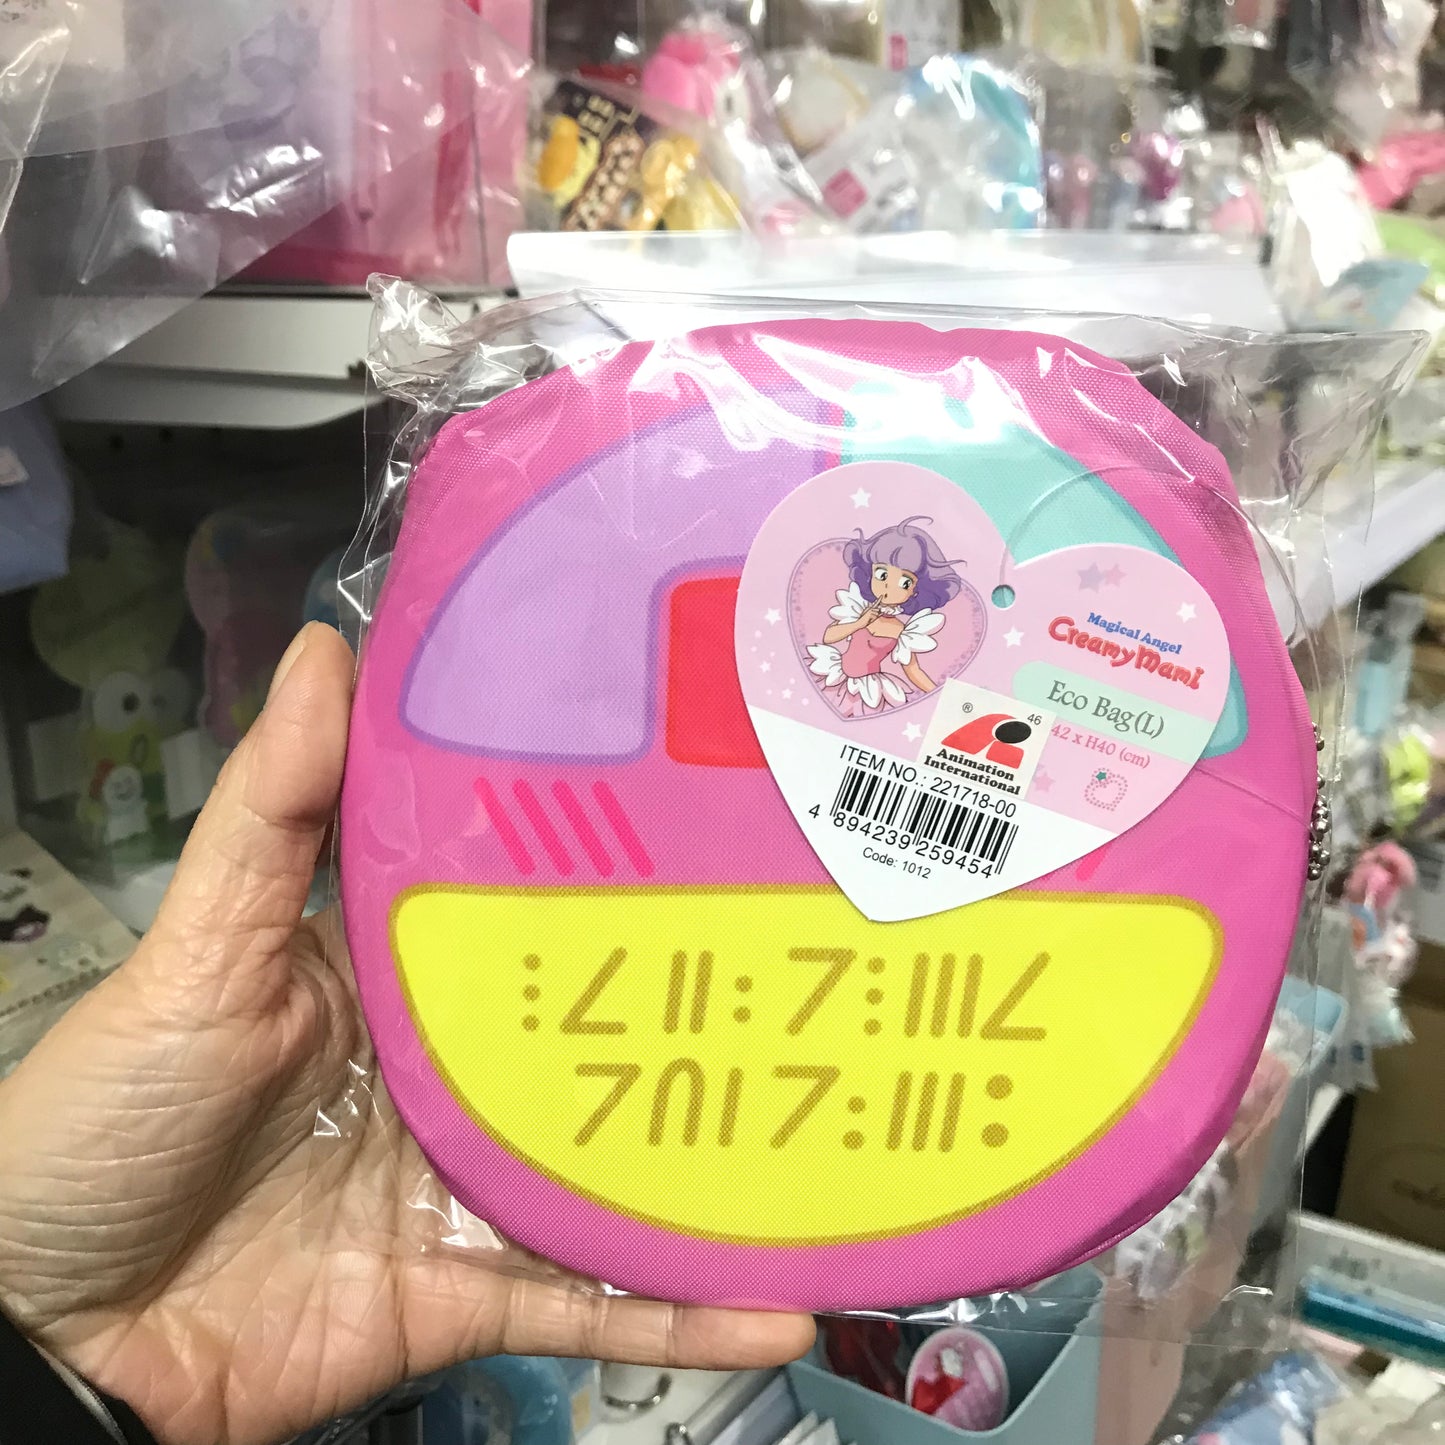 Magical Angel
Creamy Mami
Eco Bag(L)
42 x H40 (cm)
® 46
Animation
International
ITEM NO.: 221718-00
4 894239 259454
Code: 1012